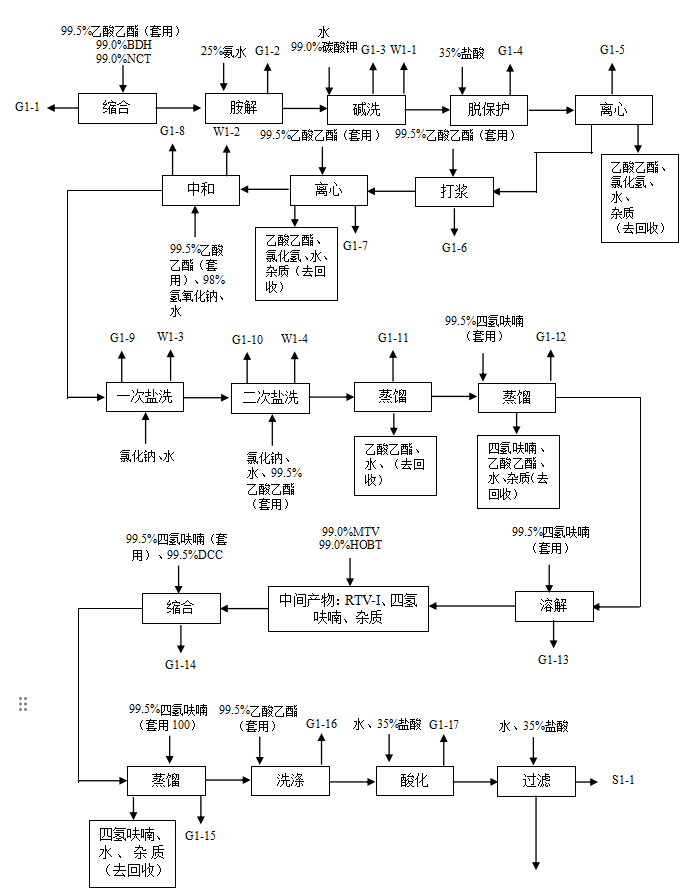 99.5%乙酸乙酯（套用）
99.0%BDH
99.0%NCT
25%氨水
G1-2
水
99.0%碳酸钾
G1-3
W1-1
35%盐酸
G1-4
G1-5
G1-1
缩合
胺解
碱洗
脱保护
离心
G1-8
W1-2
99.5%乙酸乙酯（套用）
99.5%乙酸乙酯（套用）
乙酸乙酯、
氯化氢、
水、
杂质
（去回收）
中和
离心
打浆
99.5%乙酸
乙酯（套
用）、98%
氢氧化钠、
水
乙酸乙酯、
氯化氢、水、
杂质（去回
收）
G1-7
G1-6
G1-9
W1-3
G1-10
W1-4
G1-11
99.5%四氢呋喃
（套用）
G1-12
一次盐洗
二次盐洗
蒸馏
蒸馏
氯化钠、水
氯化钠、
水、99.5%
乙酸乙酯
（套用）
乙酸乙酯、
水、（去回
收）
四氢呋喃、
乙酸乙酯、
水、杂质（去
回收）
99.5%四氢呋喃（套
用）、99.5%DCC
99.0%MTV
99.0%HOBT
99.5%四氢呋喃
（套用）
缩合
中间产物：RTV-I、四氢
呋喃、杂质
溶解
G1-14
G1-13
99.5%四氢呋喃
（套用100）
99.5%乙酸乙酯
（套用）
G1-16
水、35%盐酸
G1-17
水、35%盐酸
蒸馏
洗涤
酸化
过滤
S1-1
四氢呋喃、
水、杂质
（去回收）
G1-15